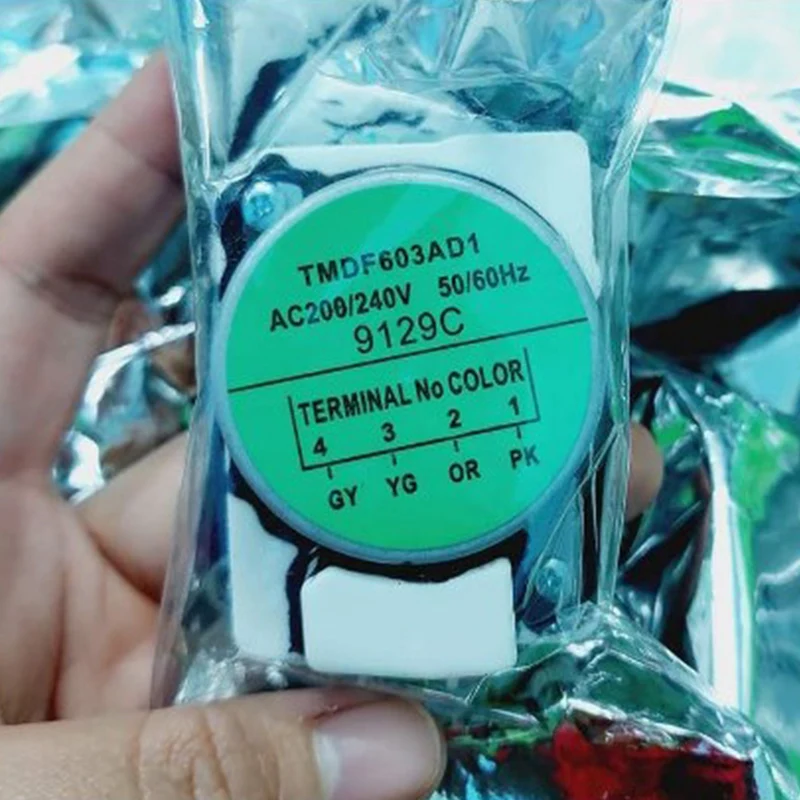 TMDF603AD1
AC200/240V 50/60Hz
9129C
TERMINAL No COLOR
4 3 2 1
GY YG OR PK